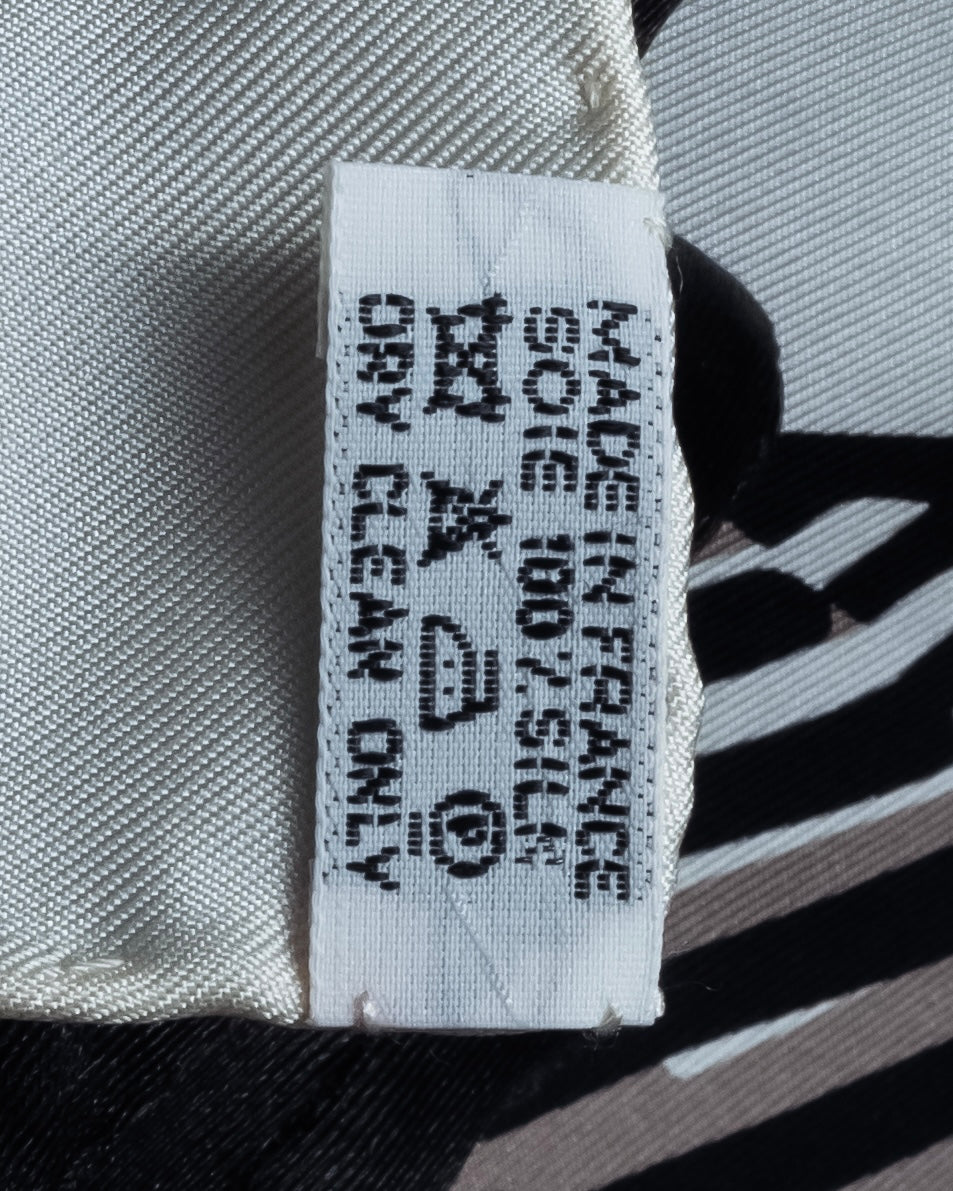 MADE IN FRANCE
SOIE 100% SILK
P
DRY CLEAN ONLY